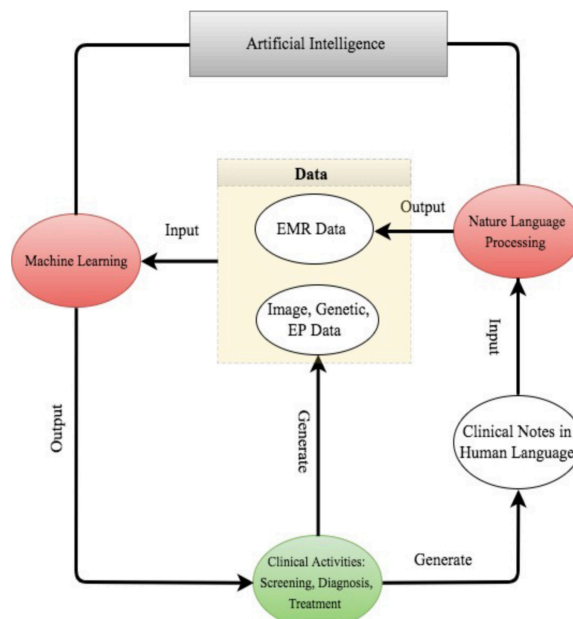 Artificial Intelligence
Data
Output
Nature Language
Processing
EMR Data
Input
Machine Learning
Image, Genetic,
EP Data
Input
Output
Generate
Clinical Notes in
Human Language
Clinical Activities:
Screening, Diagnosis,
Treatment
Generate